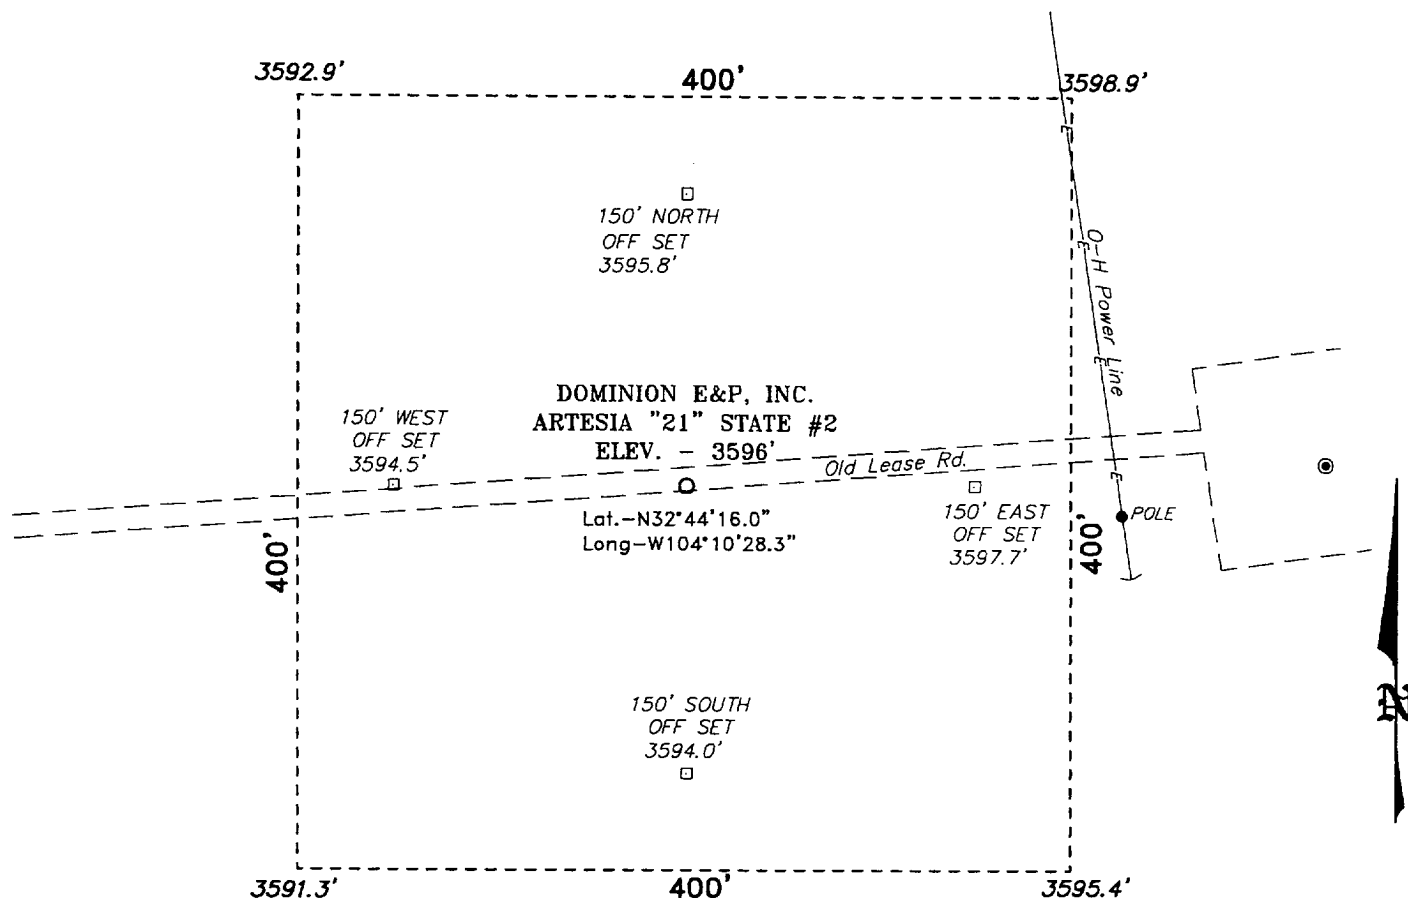 3592.9'
400'
3598.9'
150' NORTH
OFF SET
3595.8'
O-H Power Line
DOMINION E&P, INC.
ARTESIA "21" STATE #2
ELEV. - 3596'
150' WEST
OFF SET
3594.5'
Old Lease Rd.
Lat.-N32°44'16.0"
Long-W104°10'28.3"
150' EAST
OFF SET
3597.7'
POLE
400'
400'
150' SOUTH
OFF SET
3594.0'
N
3591.3'
400'
3595.4'